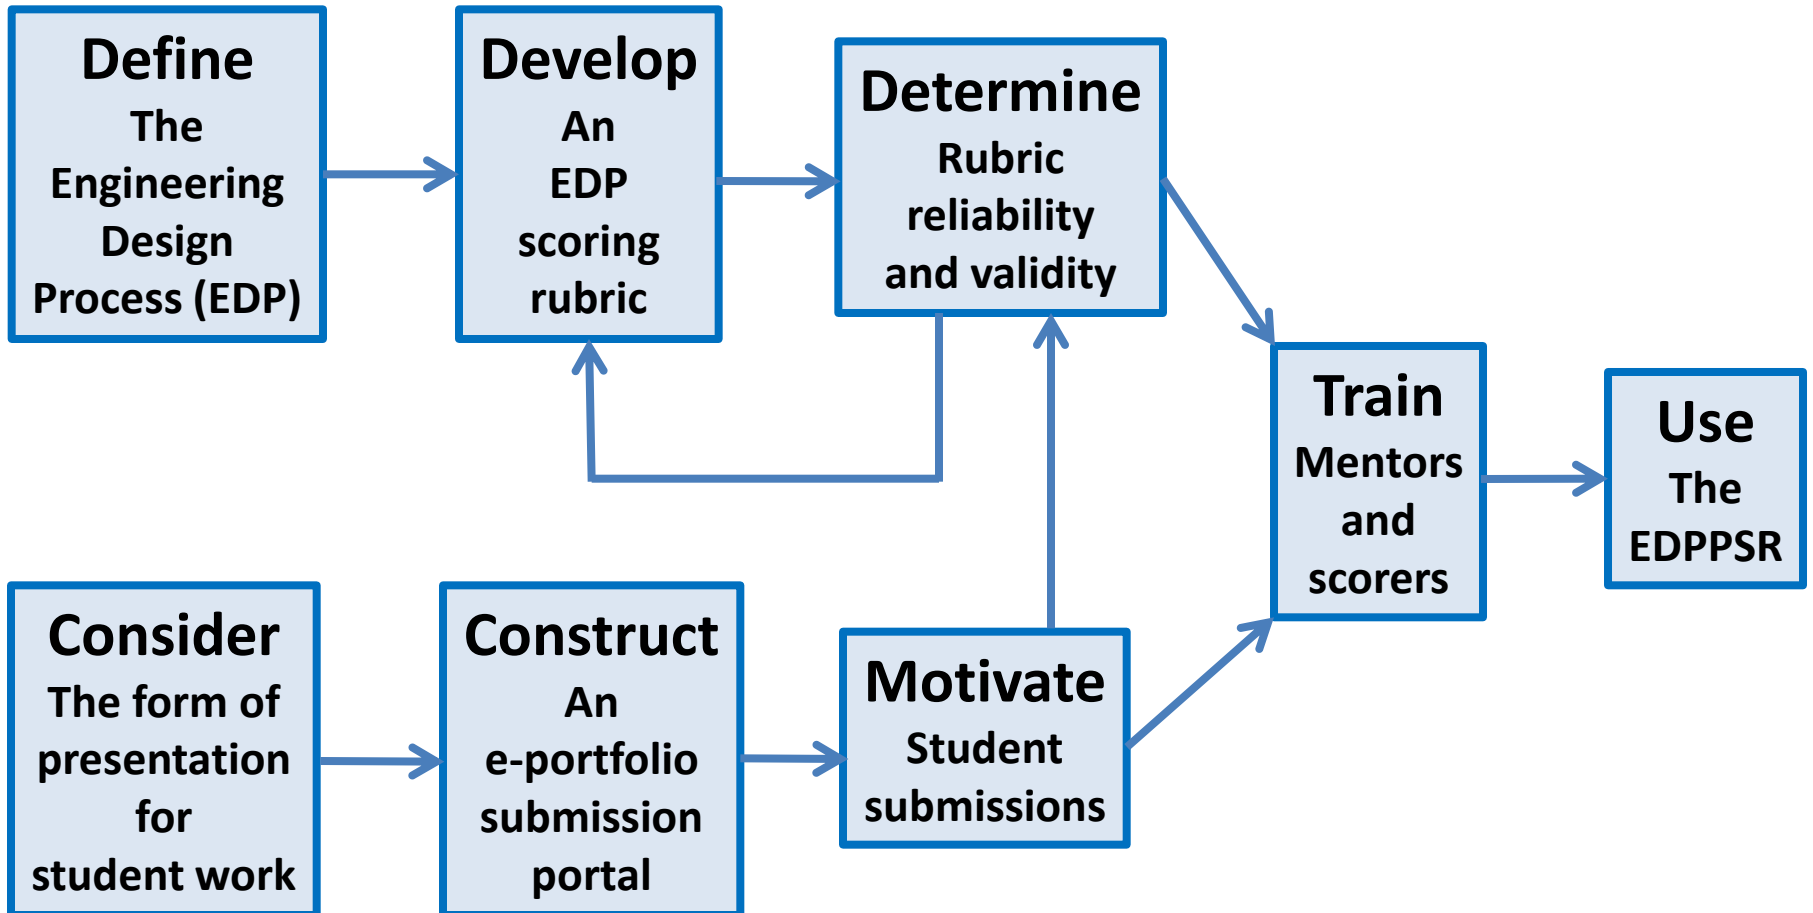 Define
The
Engineering
Design
Process (EDP)
Develop
An
EDP
scoring
rubric
Determine
Rubric
reliability
and validity
Train
Mentors
and
scorers
Use
The
EDPPSR
Consider
The form of
presentation
for
student work
Construct
An
e-portfolio
submission
portal
Motivate
Student
submissions